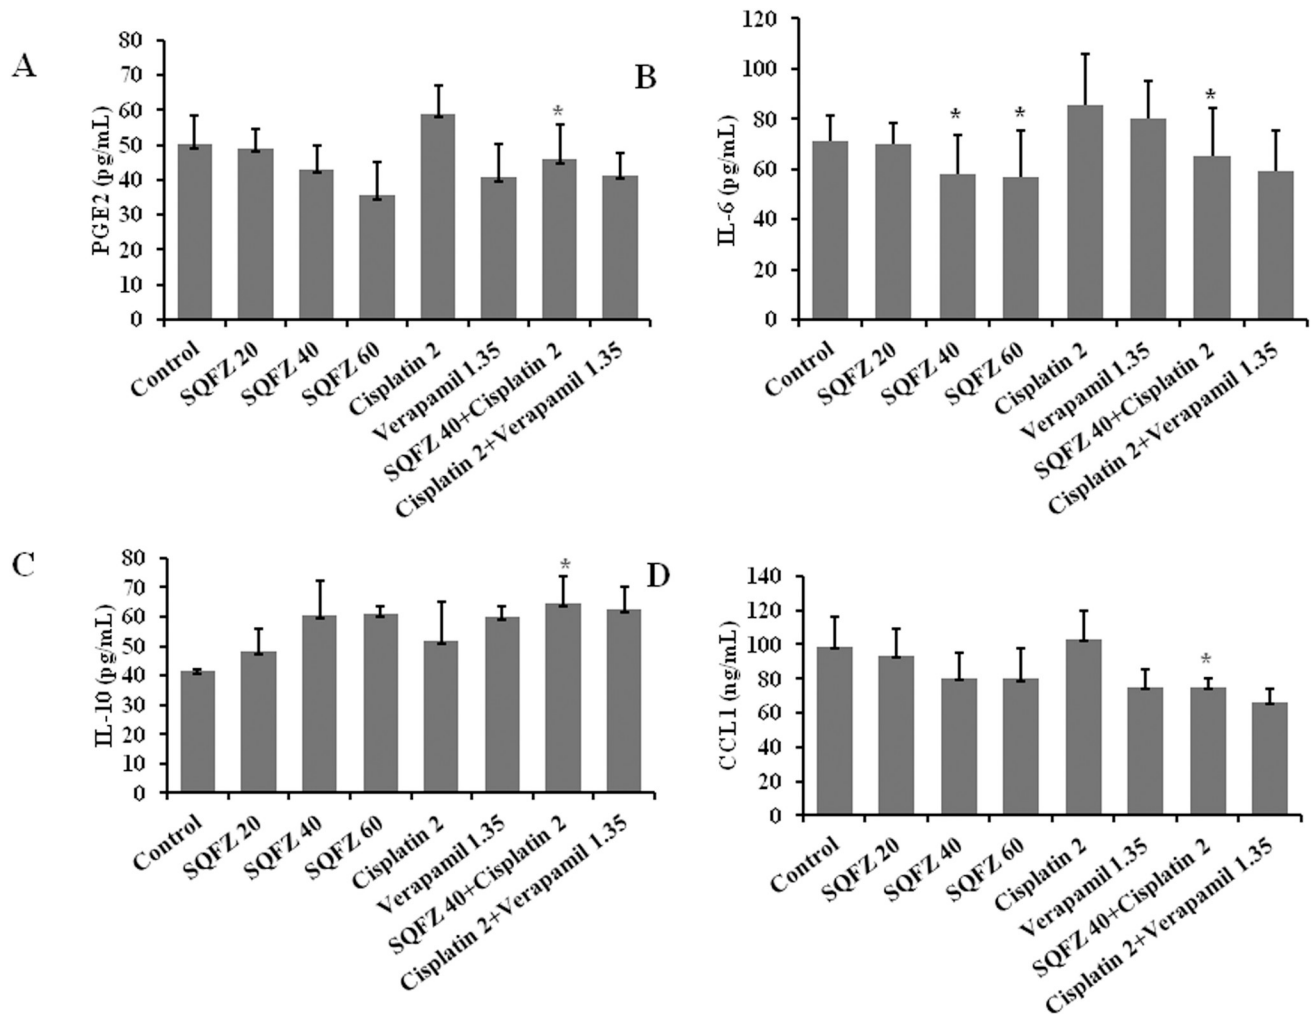 A
PGE2 (pg/mL)
80
70
60
50
40
30
20
10
0
*
Control
SQFZ 20
SQFZ 40
SQFZ 60
Cisplatin 2
Verapamil 1.35
SQFZ 40+Cisplatin 2
Cisplatin 2+Verapamil 1.35
B
IL-6 (pg/mL)
120
100
80
60
40
20
0
*
*
*
Control
SQFZ 20
SQFZ 40
SQFZ 60
Cisplatin 2
Verapamil 1.35
SQFZ 40+Cisplatin 2
Cisplatin 2+Verapamil 1.35
C
IL-10 (pg/mL)
80
70
60
50
40
30
20
10
0
*
Control
SQFZ 20
SQFZ 40
SQFZ 60
Cisplatin 2
Verapamil 1.35
SQFZ 40+Cisplatin 2
Cisplatin 2+Verapamil 1.35
D
CCL1 (ng/mL)
140
120
100
80
60
40
20
0
*
Control
SQFZ 20
SQFZ 40
SQFZ 60
Cisplatin 2
Verapamil 1.35
SQFZ 40+Cisplatin 2
Cisplatin 2+Verapamil 1.35